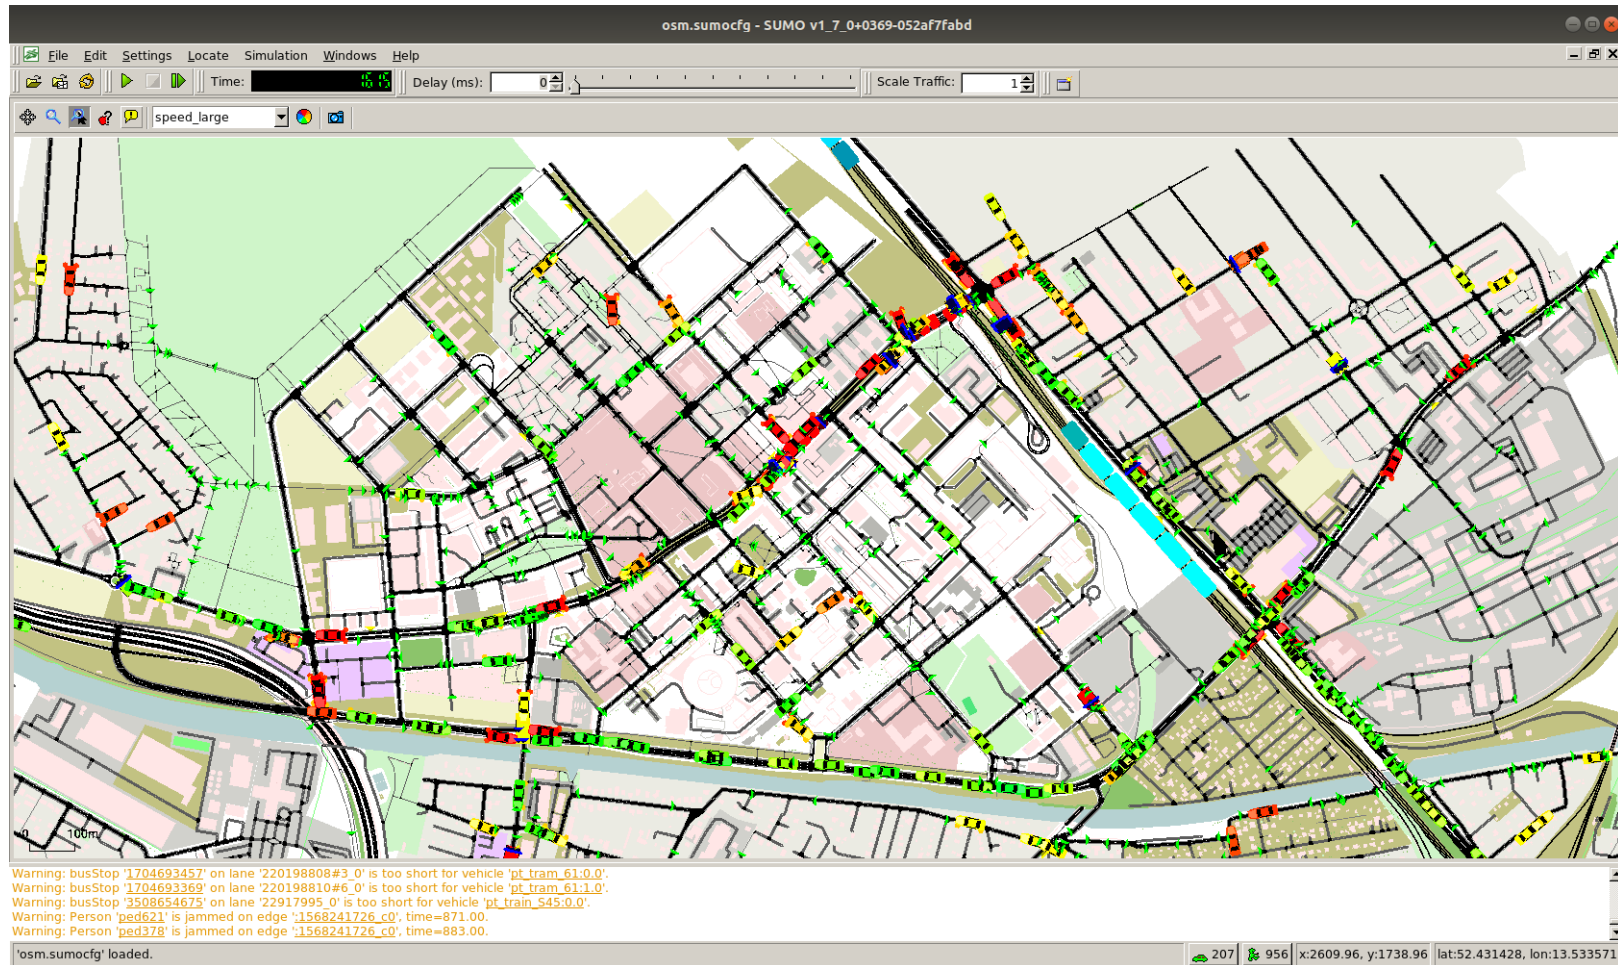 osm.sumocfg - SUMO v1_7_0+0369-052af7fabd
File Edit Settings Locate Simulation Windows Help
Time: 1615 Delay (ms): 0 Scale Traffic: 1
speed_large
0 100m
Warning: busStop '1704693457' on lane '220198808#3_0' is too short for vehicle 'pt_tram_61:0.0'.
Warning: busStop '1704693369' on lane '220198810#6_0' is too short for vehicle 'pt_tram_61:1.0'.
Warning: busStop '3508654675' on lane '22917995_0' is too short for vehicle 'pt_train_S45:0.0'.
Warning: Person 'ped621' is jammed on edge ':1568241726_c0', time=871.00.
Warning: Person 'ped378' is jammed on edge ':1568241726_c0', time=883.00.
'osm.sumocfg' loaded. 207 956 x:2609.96, y:1738.96 lat:52.431428, lon:13.533571